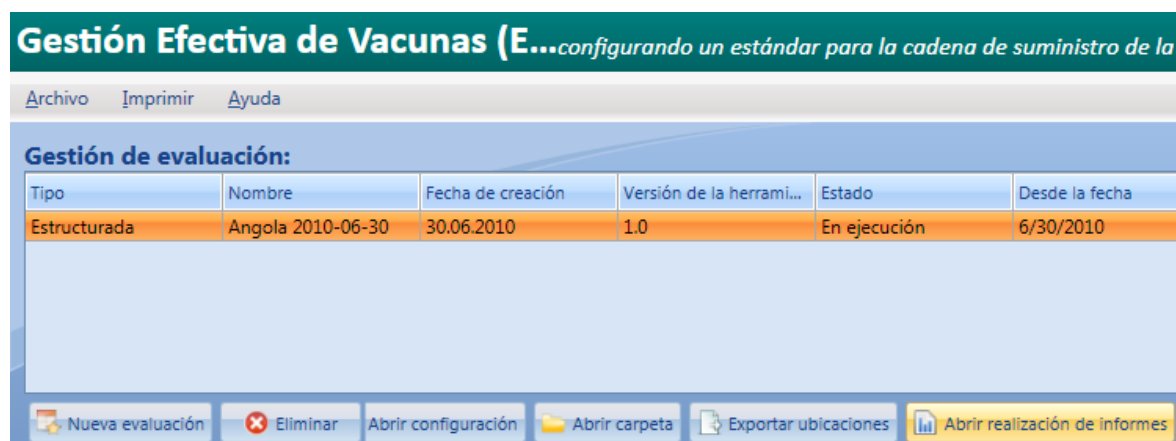 Gestión Efectiva de Vacunas (E...configurando un estándar para la cadena de suministro de la
Archivo Imprimir Ayuda
Gestión de evaluación:
Tipo Nombre Fecha de creación Versión de la herrami... Estado Desde la fecha
Estructurada Angola 2010-06-30 30.06.2010 1.0 En ejecución 6/30/2010
Nueva evaluación Eliminar Abrir configuración Abrir carpeta Exportar ubicaciones Abrir realización de informes